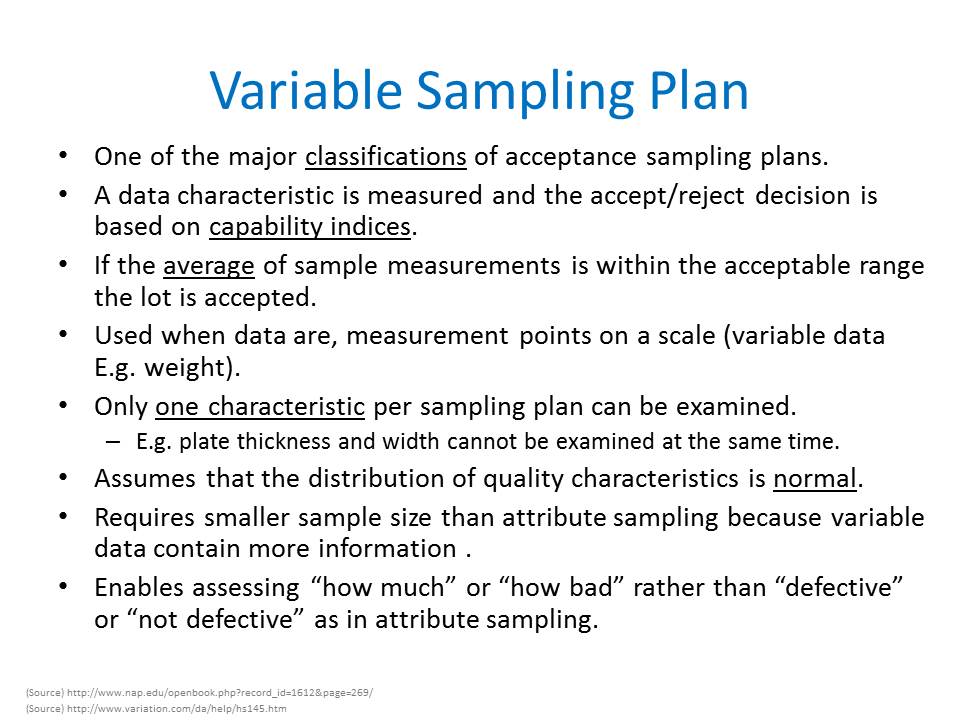 Variable Sampling Plan
• One of the major classifications of acceptance sampling plans.
• A data characteristic is measured and the accept/reject decision is
based on capability indices.
• If the average of sample measurements is within the acceptable range
the lot is accepted.
• Used when data are, measurement points on a scale (variable data
E.g. weight).
• Only one characteristic per sampling plan can be examined.
– E.g. plate thickness and width cannot be examined at the same time.
• Assumes that the distribution of quality characteristics is normal.
• Requires smaller sample size than attribute sampling because variable
data contain more information .
• Enables assessing “how much” or “how bad” rather than “defective”
or “not defective” as in attribute sampling.
(Source) http://www.nap.edu/openbook.php?record_id=1612&page=269/
(Source) http://www.variation.com/da/help/hs145.htm